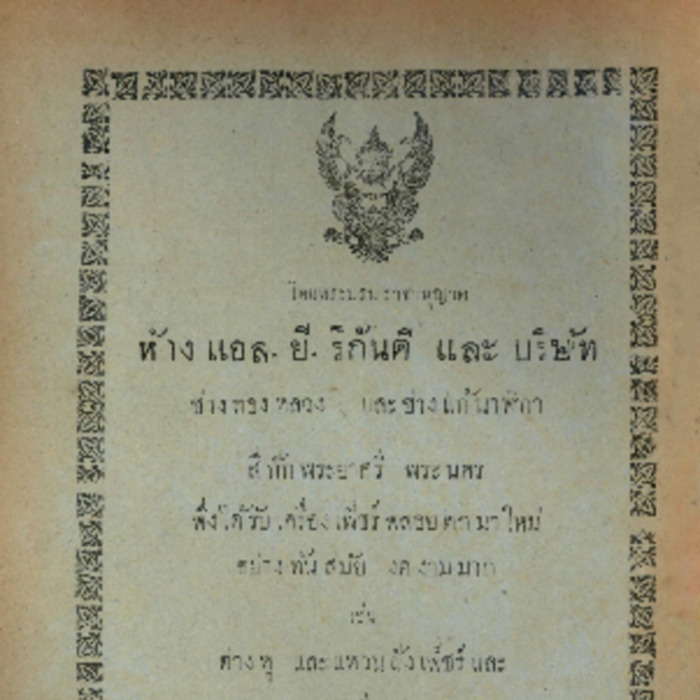 โดยพระบรมราชานุญาต
ห้าง แอล. ยี. ริกันตี และ บริษัท
ช่างทองหลวง และช่างแก้นาฬิกา
สี่กั๊กพระยาศรี พระนคร
พึ่งได้รับเครื่องเพ็ชร์พลอยตกมาใหม่
อย่างทันสมัย งดงามมาก
เช่น
ต่างหู และแหวนฝังเพ็ชร์และ